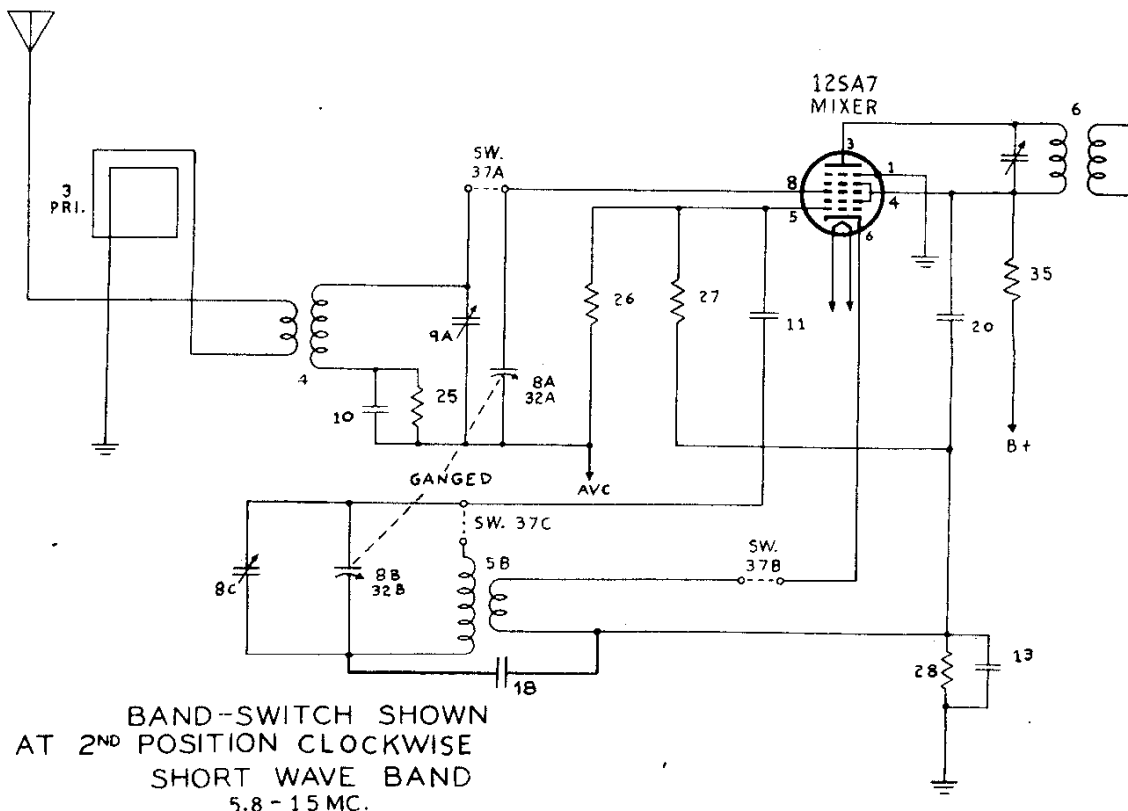 12SA7
MIXER
6
3
1
8
4
5
6
SW.
37A
3
PRI.
35
26
27
11
20
9A
4
10
25
8A
32A
B+
GANGED
AVC
SW. 37C
SW.
37B
5B
8C
8B
32B
13
28
18
BAND-SWITCH SHOWN
AT 2ND POSITION CLOCKWISE
SHORT WAVE BAND
5.8-15 MC.